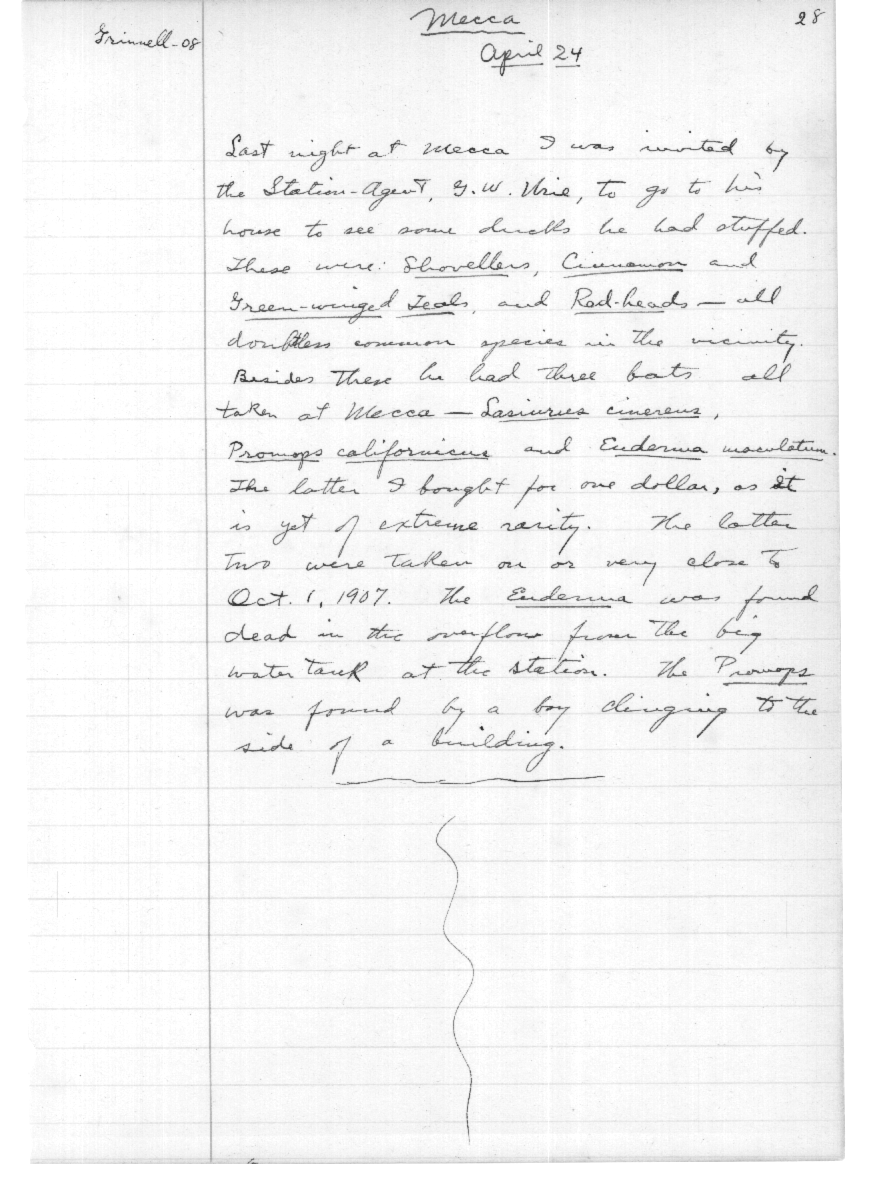 Grinnell-08
Mecca
28
April 24
Last night at Mecca I was invited by
the Station-Agent, G.W. Urie, to go to his
house to see some ducks he had stuffed.
These were: Shovellers, Cinnamon and
Green-winged Teals, and Red-heads — all
doubtless common species in the vicinity.
Besides these he had three bats all
taken at Mecca — Lasiurus cinereus,
Promops californicus and Euderma maculatum.
The latter I bought for one dollar, as it
is yet of extreme rarity. The latter
two were taken on or very close to
Oct. 1, 1907. The Euderma was found
dead in the overflow from the big
water tank at the station. The Promops
was found by a boy clinging to the
side of a building.